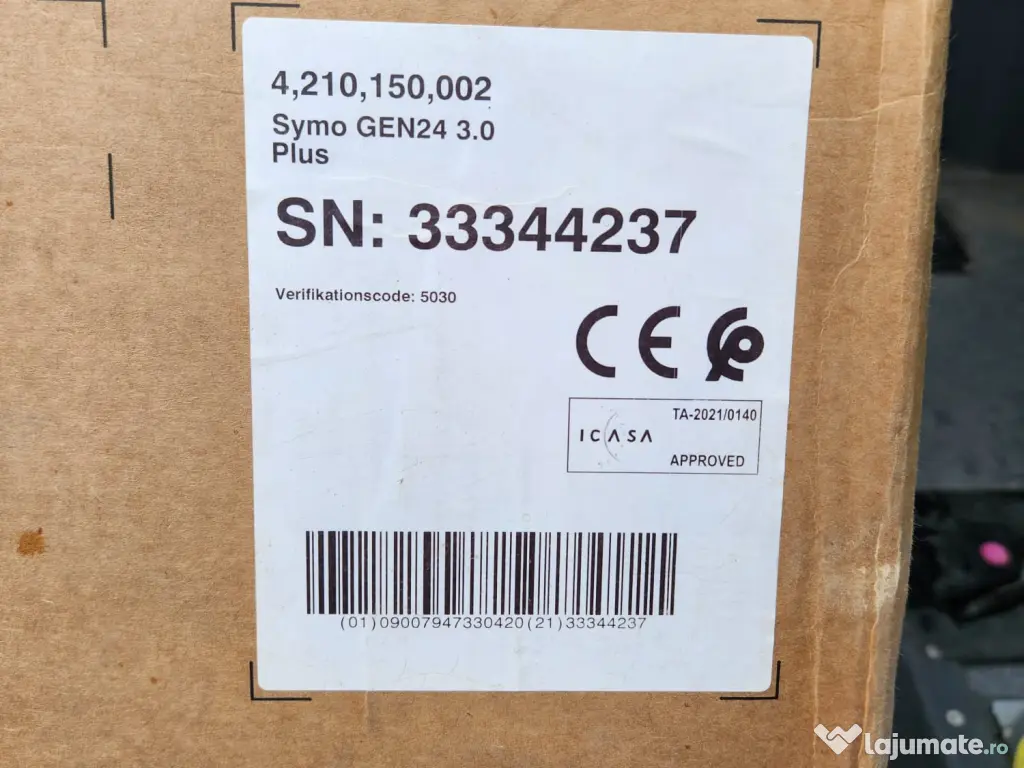 4,210,150,002
Symo GEN24 3.0
Plus
SN: 33344237
Verifikationscode: 5030
CE
TA-2021/0140
ICASA
APPROVED
(01)09007947330420(21)33344237
lajumate.ro